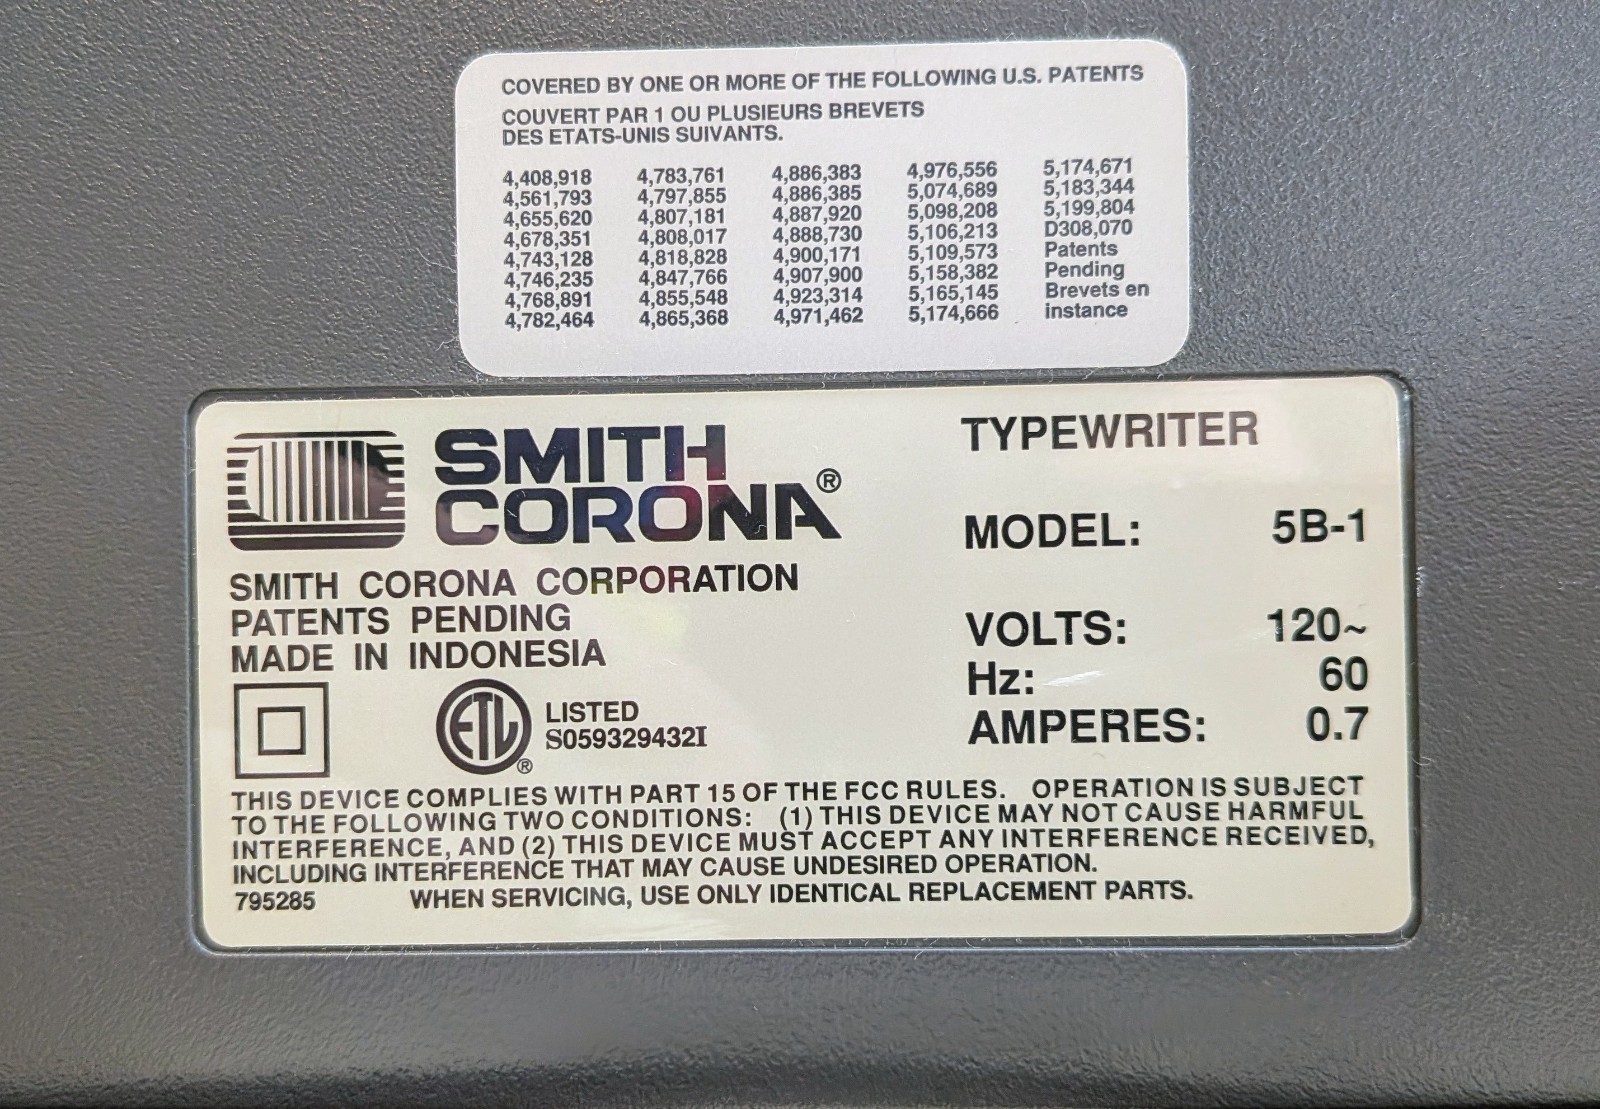 COVERED BY ONE OR MORE OF THE FOLLOWING U.S. PATENTS
COUVERT PAR 1 OU PLUSIEURS BREVETS
DES ETATS-UNIS SUIVANTS.
4,408,918 4,783,761 4,886,383 4,976,556 5,174,671
4,561,793 4,797,855 4,886,385 5,074,689 5,183,344
4,655,620 4,807,181 4,887,920 5,098,208 5,199,804
4,678,351 4,808,017 4,888,730 5,106,213 D308,070
4,743,128 4,818,828 4,900,171 5,109,573 Patents
4,746,235 4,847,766 4,907,900 5,158,382 Pending
4,768,891 4,855,548 4,923,314 5,165,145 Brevets en
4,782,464 4,865,368 4,971,462 5,174,666 instance
SMITH
CORONA®
SMITH CORONA CORPORATION
PATENTS PENDING
MADE IN INDONESIA
ETL® LISTED
S059329432I
TYPEWRITER
MODEL: 5B-1
VOLTS: 120~
Hz: 60
AMPERES: 0.7
THIS DEVICE COMPLIES WITH PART 15 OF THE FCC RULES. OPERATION IS SUBJECT
TO THE FOLLOWING TWO CONDITIONS: (1) THIS DEVICE MAY NOT CAUSE HARMFUL
INTERFERENCE, AND (2) THIS DEVICE MUST ACCEPT ANY INTERFERENCE RECEIVED,
INCLUDING INTERFERENCE THAT MAY CAUSE UNDESIRED OPERATION.
795285 WHEN SERVICING, USE ONLY IDENTICAL REPLACEMENT PARTS.